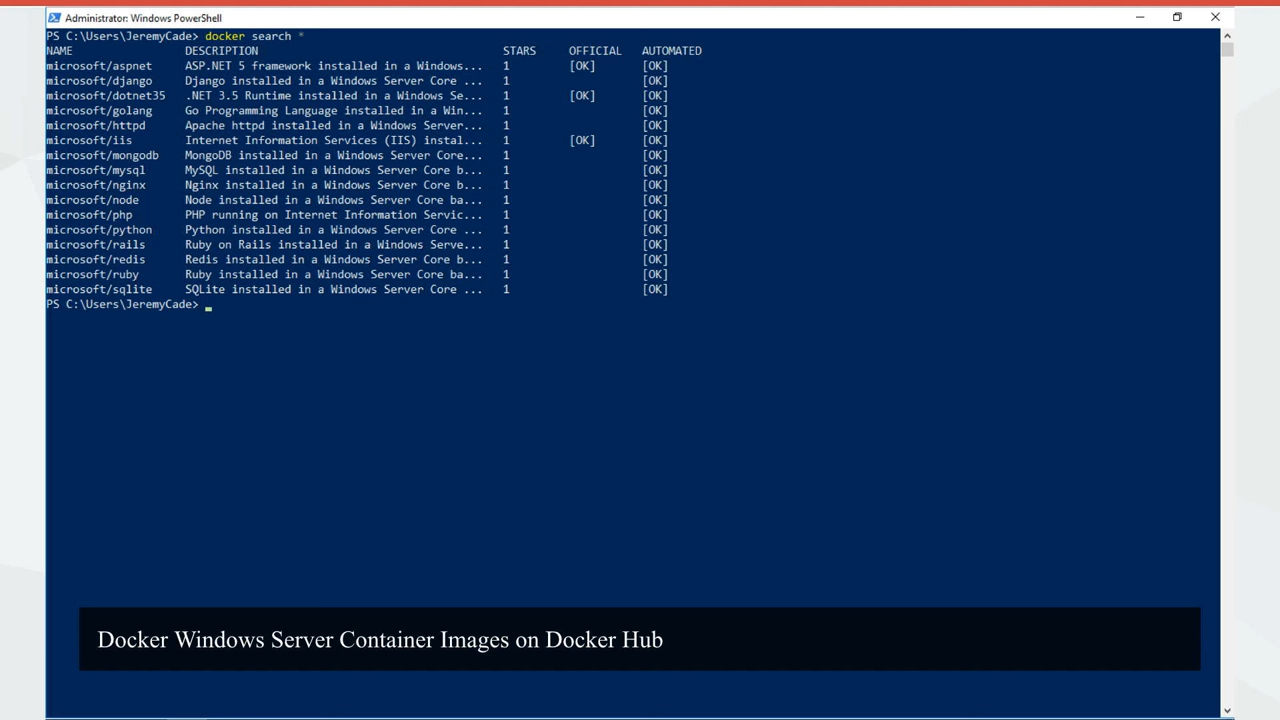 Administrator: Windows PowerShell
PS C:\Users\JeremyCade> docker search *
NAME DESCRIPTION STARS OFFICIAL AUTOMATED
microsoft/aspnet ASP.NET 5 framework installed in a Windows... 1 [OK] [OK]
microsoft/django Django installed in a Windows Server Core ... 1 [OK]
microsoft/dotnet35 .NET 3.5 Runtime installed in a Windows Se... 1 [OK] [OK]
microsoft/golang Go Programming Language installed in a Win... 1 [OK]
microsoft/httpd Apache httpd installed in a Windows Server... 1 [OK]
microsoft/iis Internet Information Services (IIS) instal... 1 [OK] [OK]
microsoft/mongodb MongoDB installed in a Windows Server Core... 1 [OK]
microsoft/mysql MySQL installed in a Windows Server Core b... 1 [OK]
microsoft/nginx Nginx installed in a Windows Server Core b... 1 [OK]
microsoft/node Node installed in a Windows Server Core ba... 1 [OK]
microsoft/php PHP running on Internet Information Servic... 1 [OK]
microsoft/python Python installed in a Windows Server Core ... 1 [OK]
microsoft/rails Ruby on Rails installed in a Windows Serve... 1 [OK]
microsoft/redis Redis installed in a Windows Server Core b... 1 [OK]
microsoft/ruby Ruby installed in a Windows Server Core ba... 1 [OK]
microsoft/sqlite SQLite installed in a Windows Server Core ... 1 [OK]
PS C:\Users\JeremyCade>
Docker Windows Server Container Images on Docker Hub